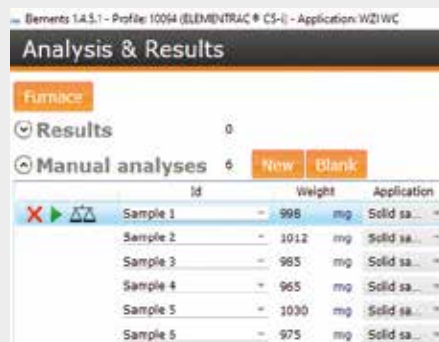 Elements 1.4.5.1 - Profile: 10094 (ELEMENTRAC ® CS-i) - Application: WZI WC
Analysis & Results
Furnace
Results 0
Manual analyses 6 New Blank
Id Weight Application
Sample 1 998 mg Solid sa...
Sample 2 1012 mg Solid sa...
Sample 3 985 mg Solid sa...
Sample 4 965 mg Solid sa...
Sample 5 1030 mg Solid sa...
Sample 6 975 mg Solid sa...